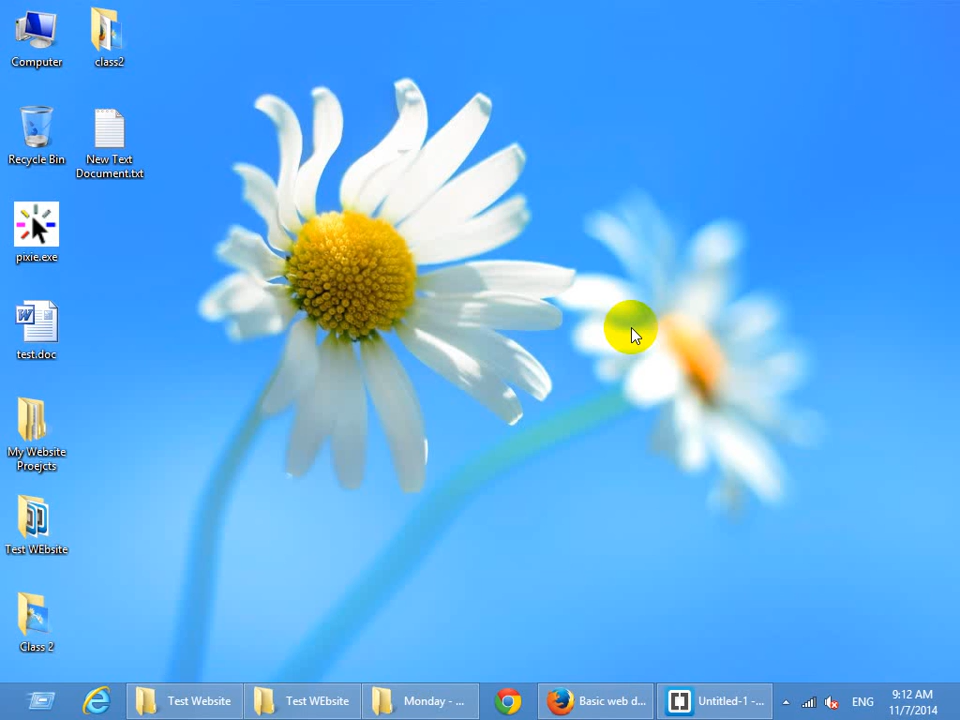 Computer
class2
Recycle Bin
New Text
Document.txt
pixie.exe
test.doc
My Website
Proejcts
Test WEbsite
Class 2
Test Website
Test WEbsite
Monday - ...
Basic web d...
Untitled-1 -...
ENG
9:12 AM
11/7/2014